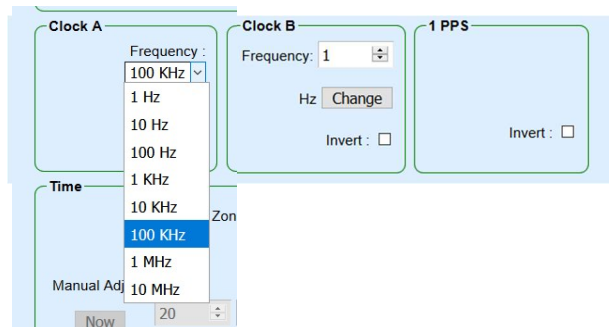 Clock A
Frequency :
100 KHz
1 Hz
10 Hz
100 Hz
1 KHz
10 KHz
100 KHz
1 MHz
10 MHz
Clock B
Frequency: 1
Hz Change
Invert :
1 PPS
Invert :
Time
Zon
Manual Adj
Now 20